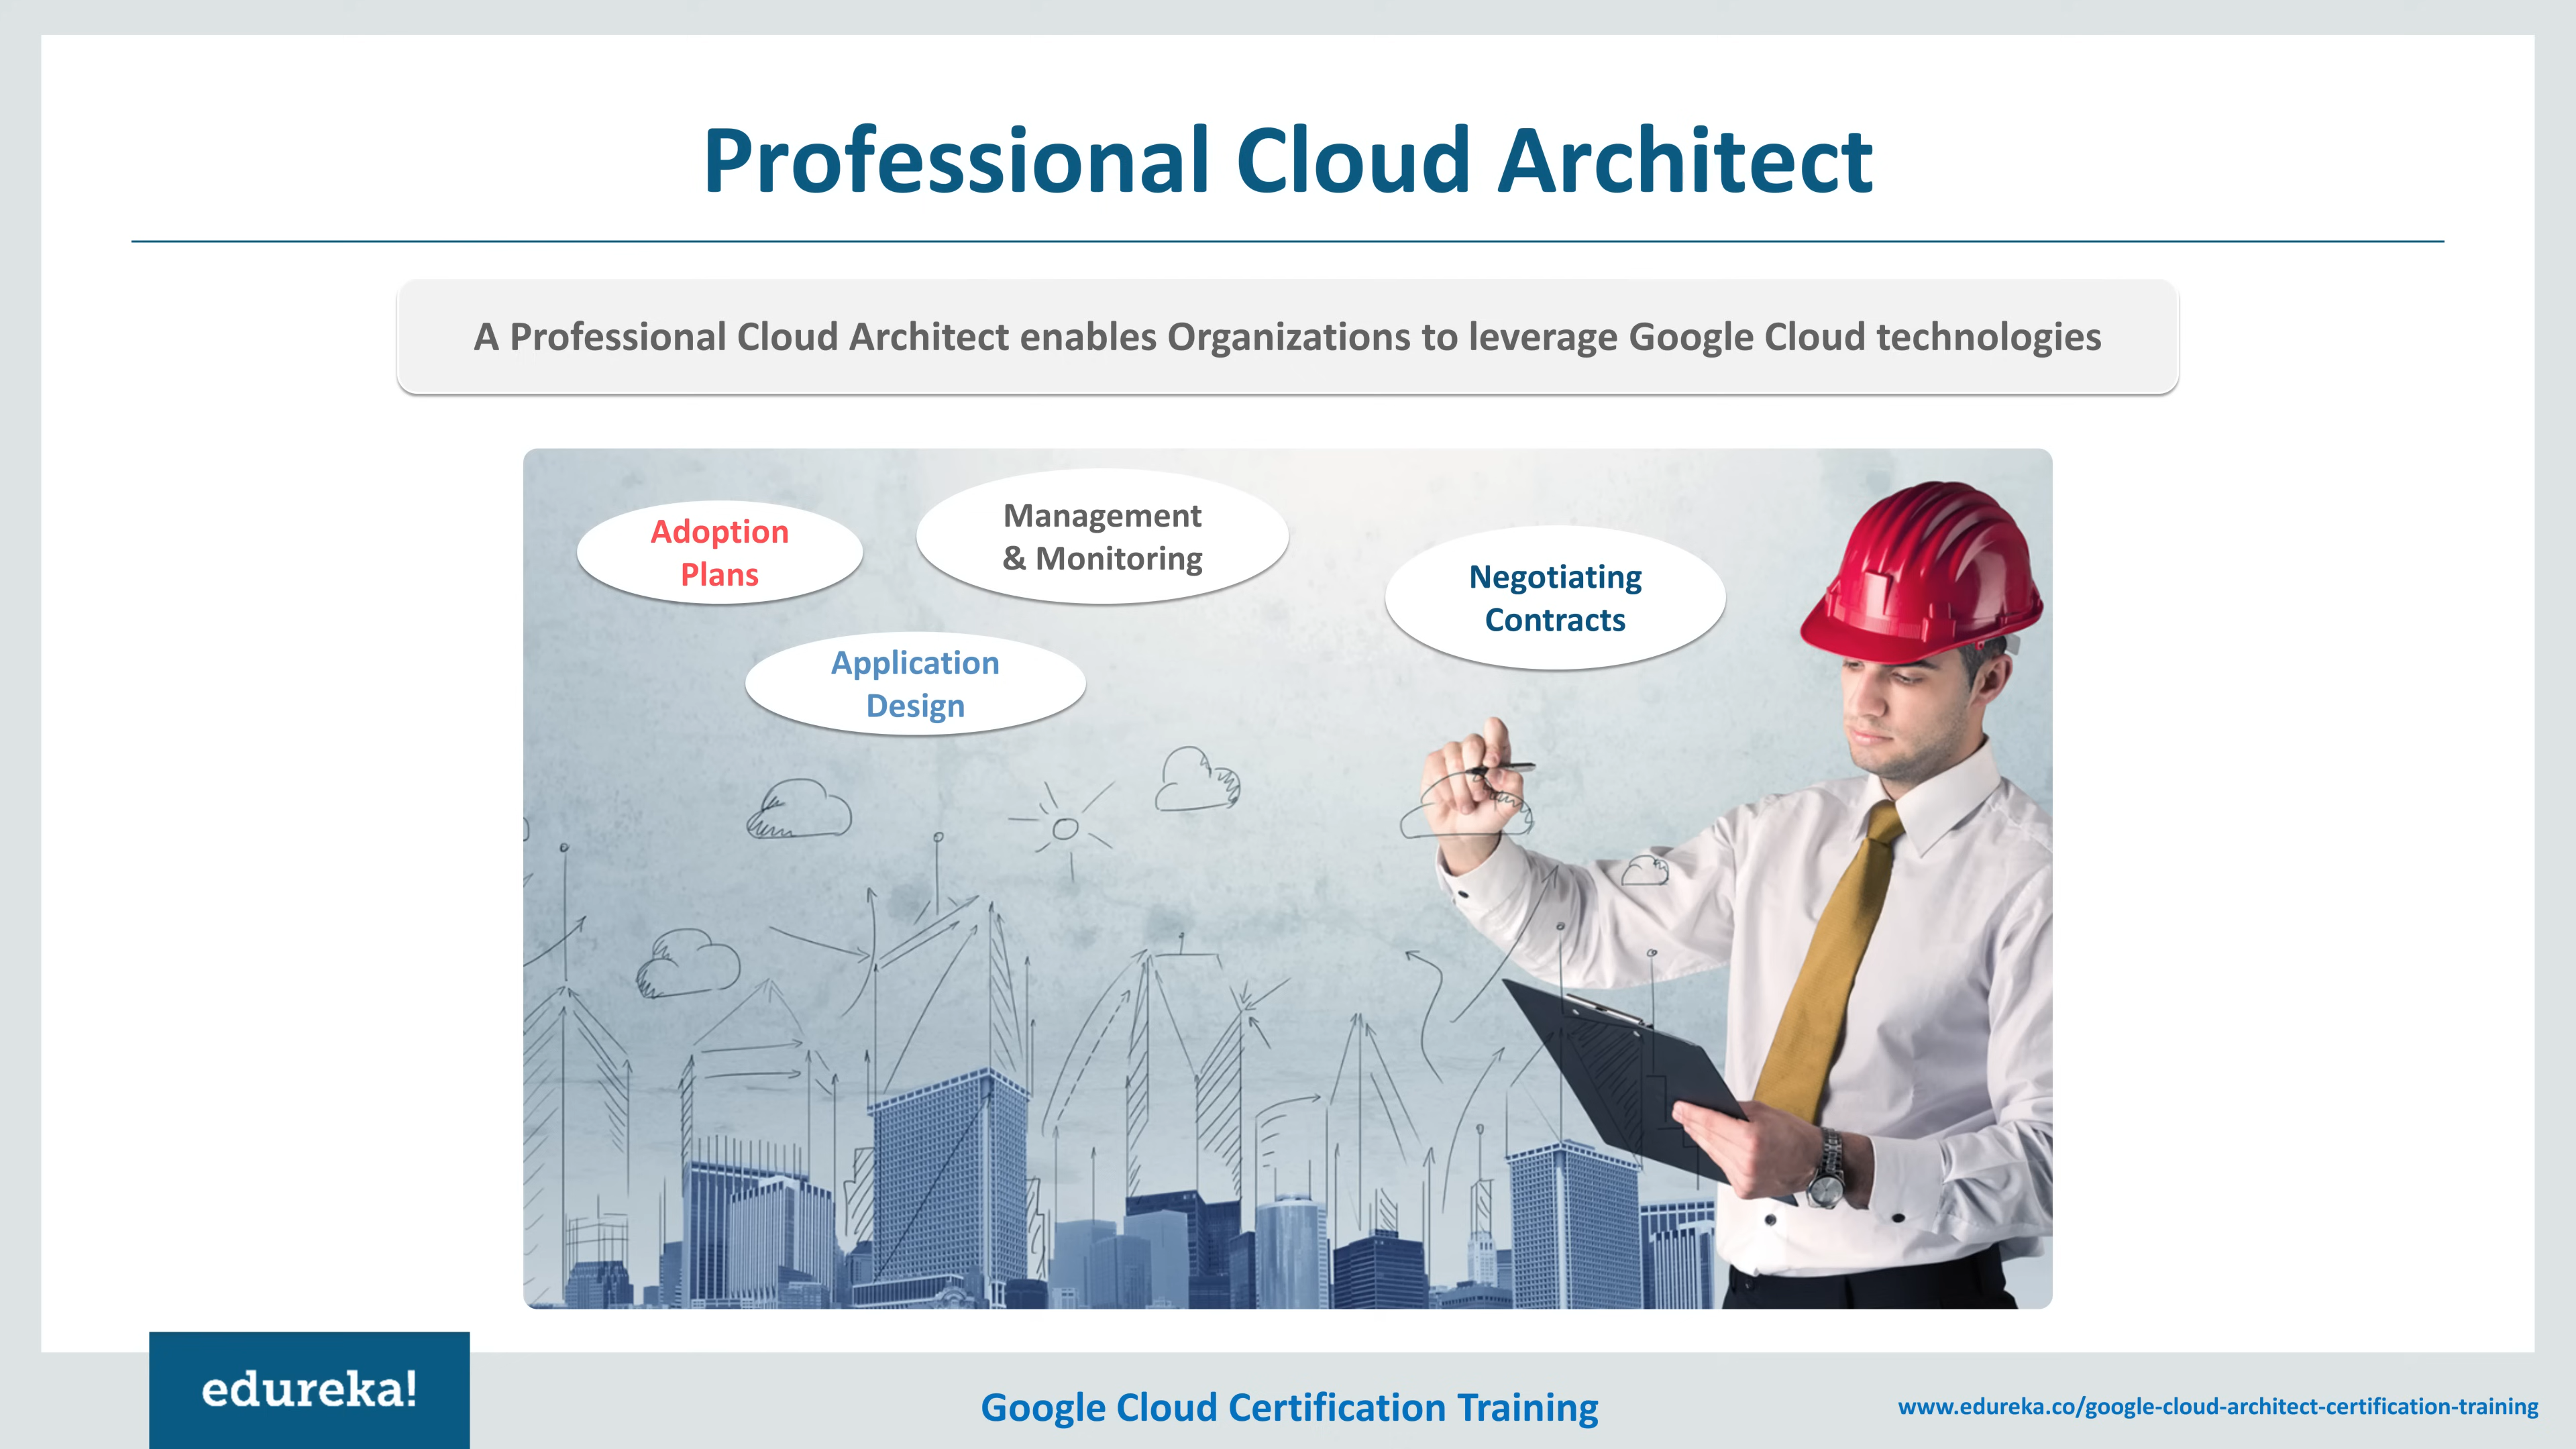 Professional Cloud Architect
A Professional Cloud Architect enables Organizations to leverage Google Cloud technologies
Adoption
Plans
Management
& Monitoring
Negotiating
Contracts
Application
Design
edureka!
Google Cloud Certification Training
www.edureka.co/google-cloud-architect-certification-training